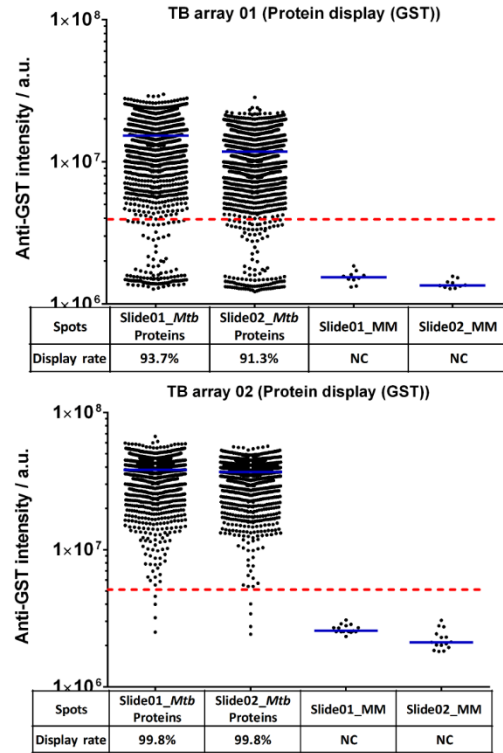 TB array 01 (Protein display (GST))
Anti-GST intensity / a.u.
1×10⁸
1×10⁷
1×10⁶
Spots Slide01_Mtb Proteins Slide02_Mtb Proteins Slide01_MM Slide02_MM
Display rate 93.7% 91.3% NC NC
TB array 02 (Protein display (GST))
Anti-GST intensity / a.u.
1×10⁸
1×10⁷
1×10⁶
Spots Slide01_Mtb Proteins Slide02_Mtb Proteins Slide01_MM Slide02_MM
Display rate 99.8% 99.8% NC NC